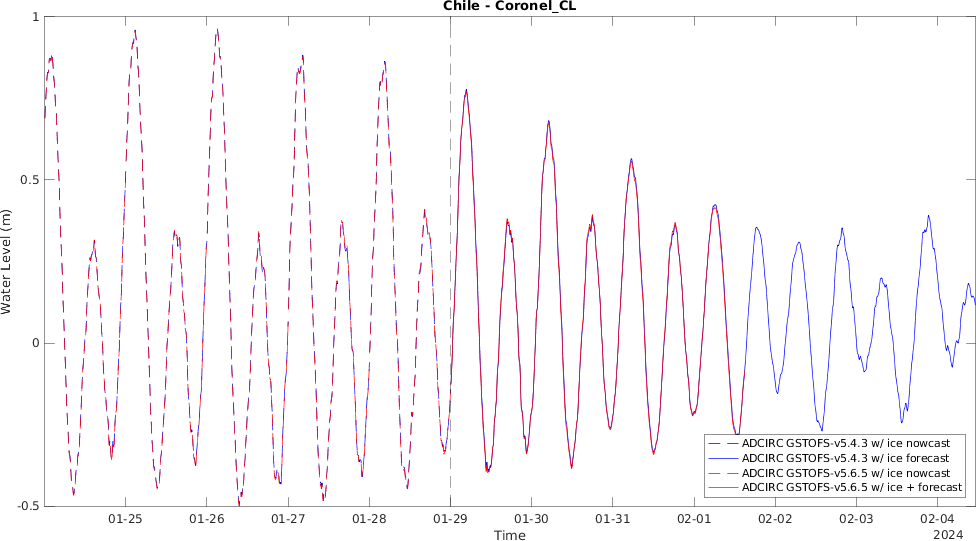 Chile - Coronel_CL
1
0.5
0
-0.5
Water Level (m)
01-25 01-26 01-27 01-28 01-29 01-30 01-31 02-01 02-02 02-03 02-04
Time
2024
ADCIRC GSTOFS-v5.4.3 w/ ice nowcast
ADCIRC GSTOFS-v5.4.3 w/ ice forecast
ADCIRC GSTOFS-v5.6.5 w/ ice nowcast
ADCIRC GSTOFS-v5.6.5 w/ ice + forecast